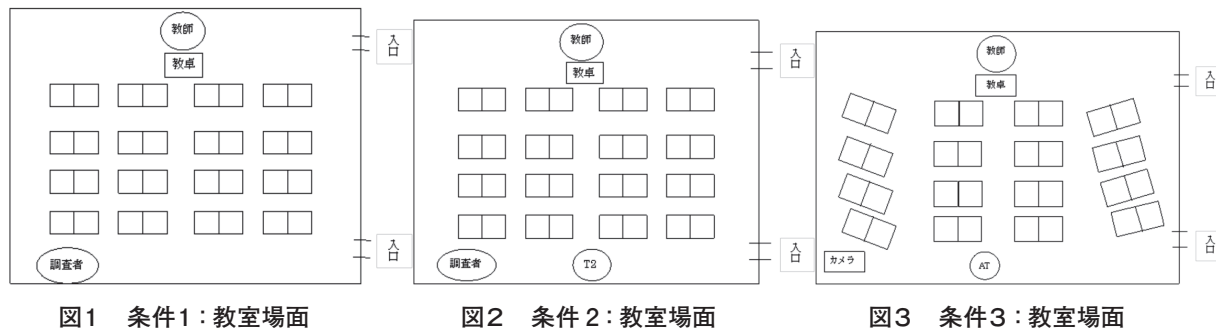 教師
教卓
入口
調査者
入口
図1　条件1：教室場面
教師
教卓
入口
調査者
T2
入口
図2　条件2：教室場面
教師
教卓
入口
カメラ
AT
入口
図3　条件3：教室場面